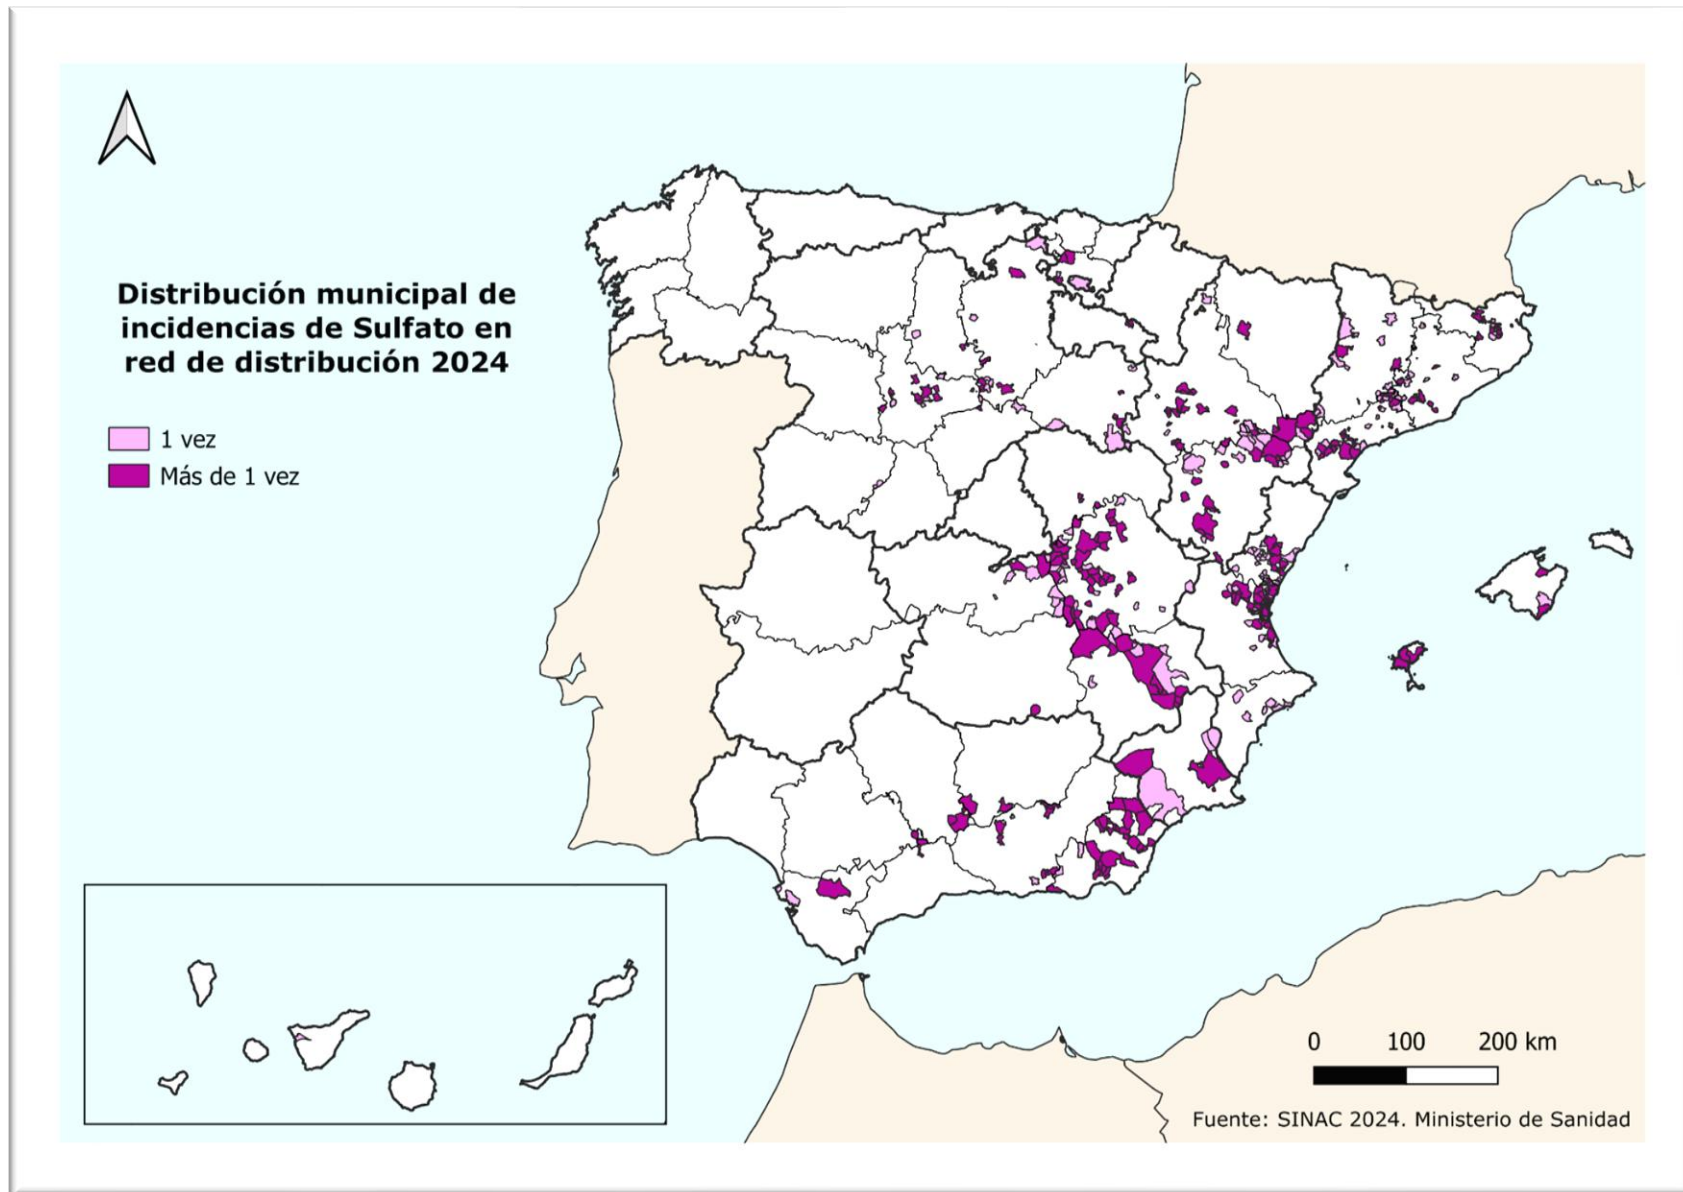 Distribución municipal de
incidencias de Sulfato en
red de distribución 2024
1 vez
Más de 1 vez
0 100 200 km
Fuente: SINAC 2024. Ministerio de Sanidad